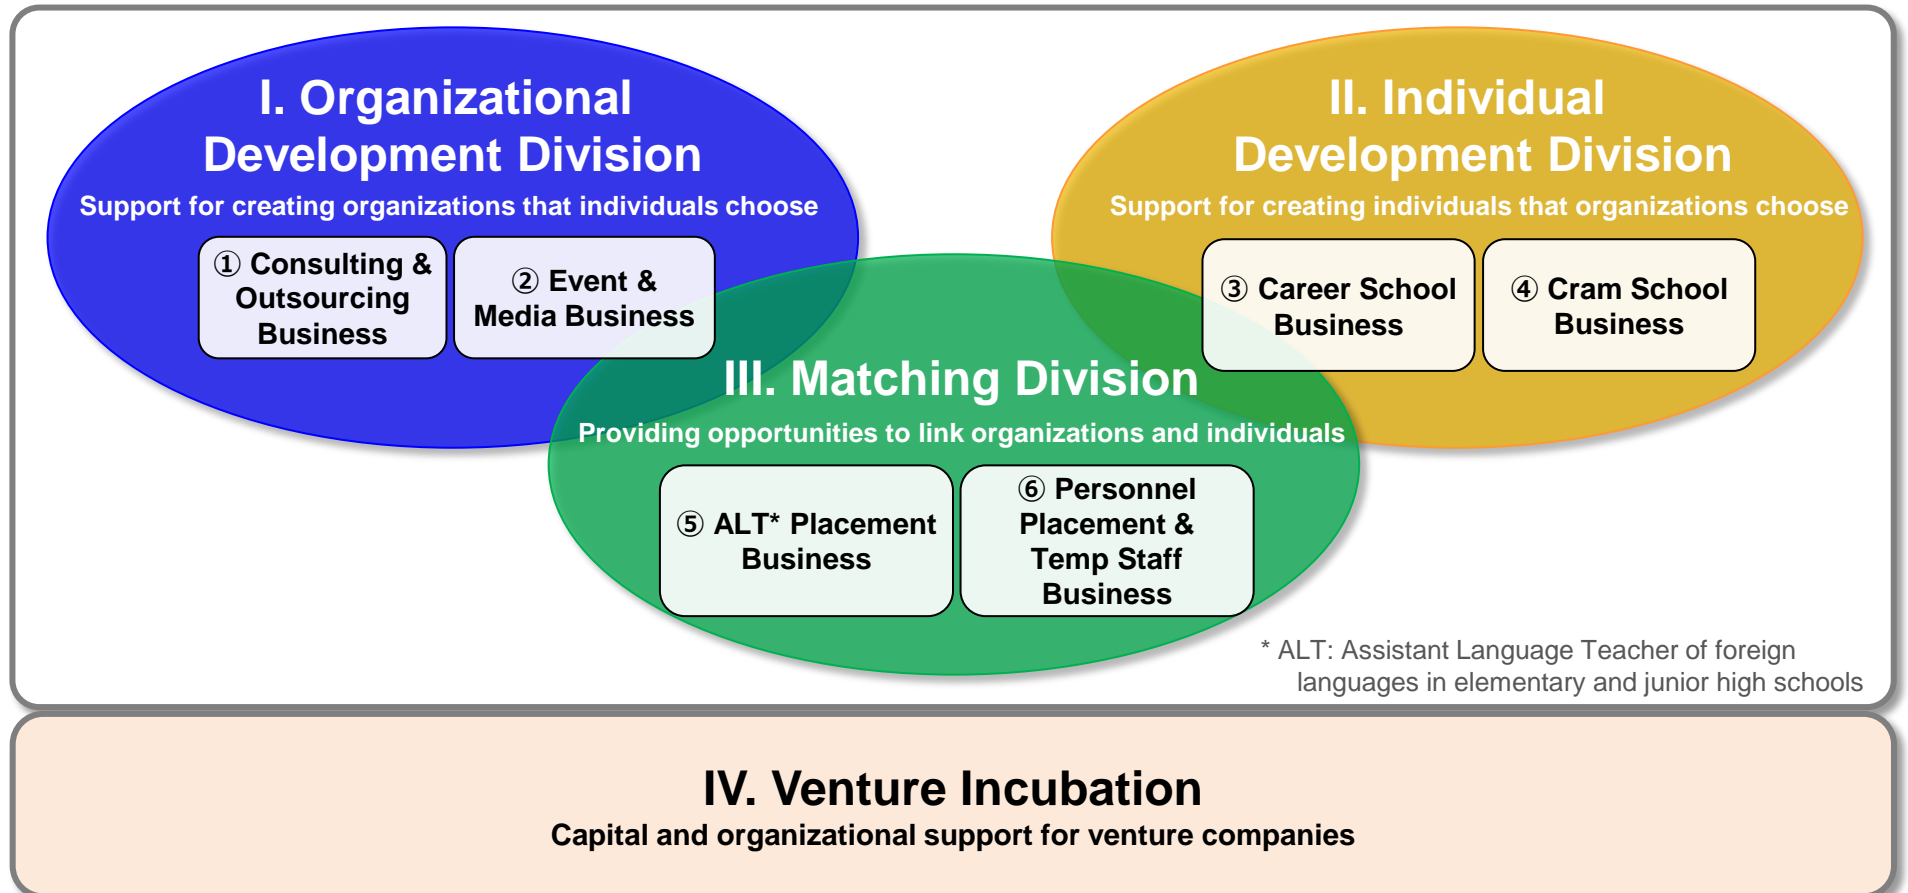 I. Organizational
Development Division
Support for creating organizations that individuals choose
① Consulting &
Outsourcing
Business
② Event &
Media Business
II. Individual
Development Division
Support for creating individuals that organizations choose
③ Career School
Business
④ Cram School
Business
III. Matching Division
Providing opportunities to link organizations and individuals
⑤ ALT* Placement
Business
⑥ Personnel
Placement &
Temp Staff
Business
* ALT: Assistant Language Teacher of foreign
languages in elementary and junior high schools
IV. Venture Incubation
Capital and organizational support for venture companies